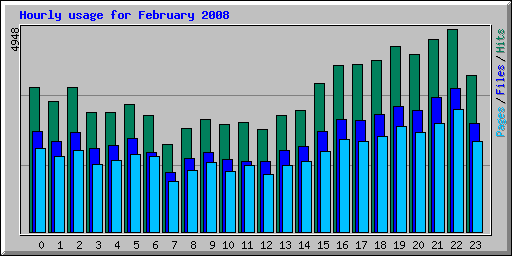 Hourly usage for February 2008
4948
Pages / Files / Hits
0 1 2 3 4 5 6 7 8 9 10 11 12 13 14 15 16 17 18 19 20 21 22 23